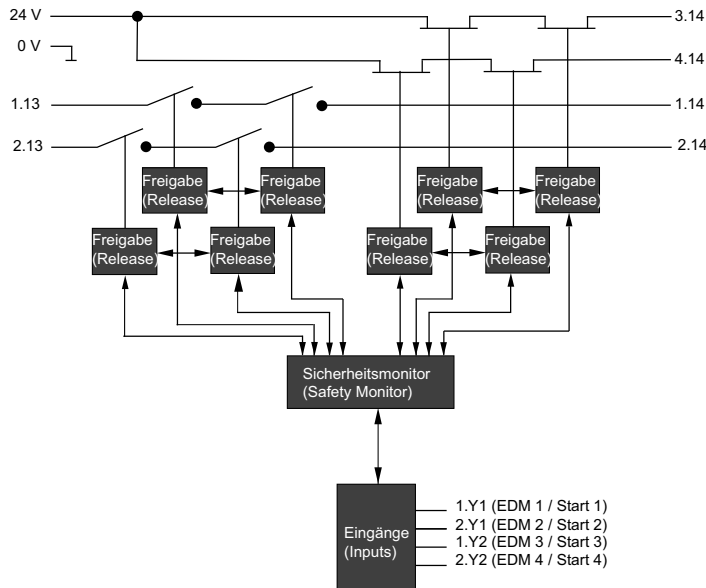 24 V
3.14
0 V
4.14
1.13
1.14
2.13
2.14
Freigabe
(Release)
Freigabe
(Release)
Freigabe
(Release)
Freigabe
(Release)
Freigabe
(Release)
Freigabe
(Release)
Freigabe
(Release)
Freigabe
(Release)
Sicherheitsmonitor
(Safety Monitor)
Eingänge
(Inputs)
1.Y1 (EDM 1 / Start 1)
2.Y1 (EDM 2 / Start 2)
1.Y2 (EDM 3 / Start 3)
2.Y2 (EDM 4 / Start 4)